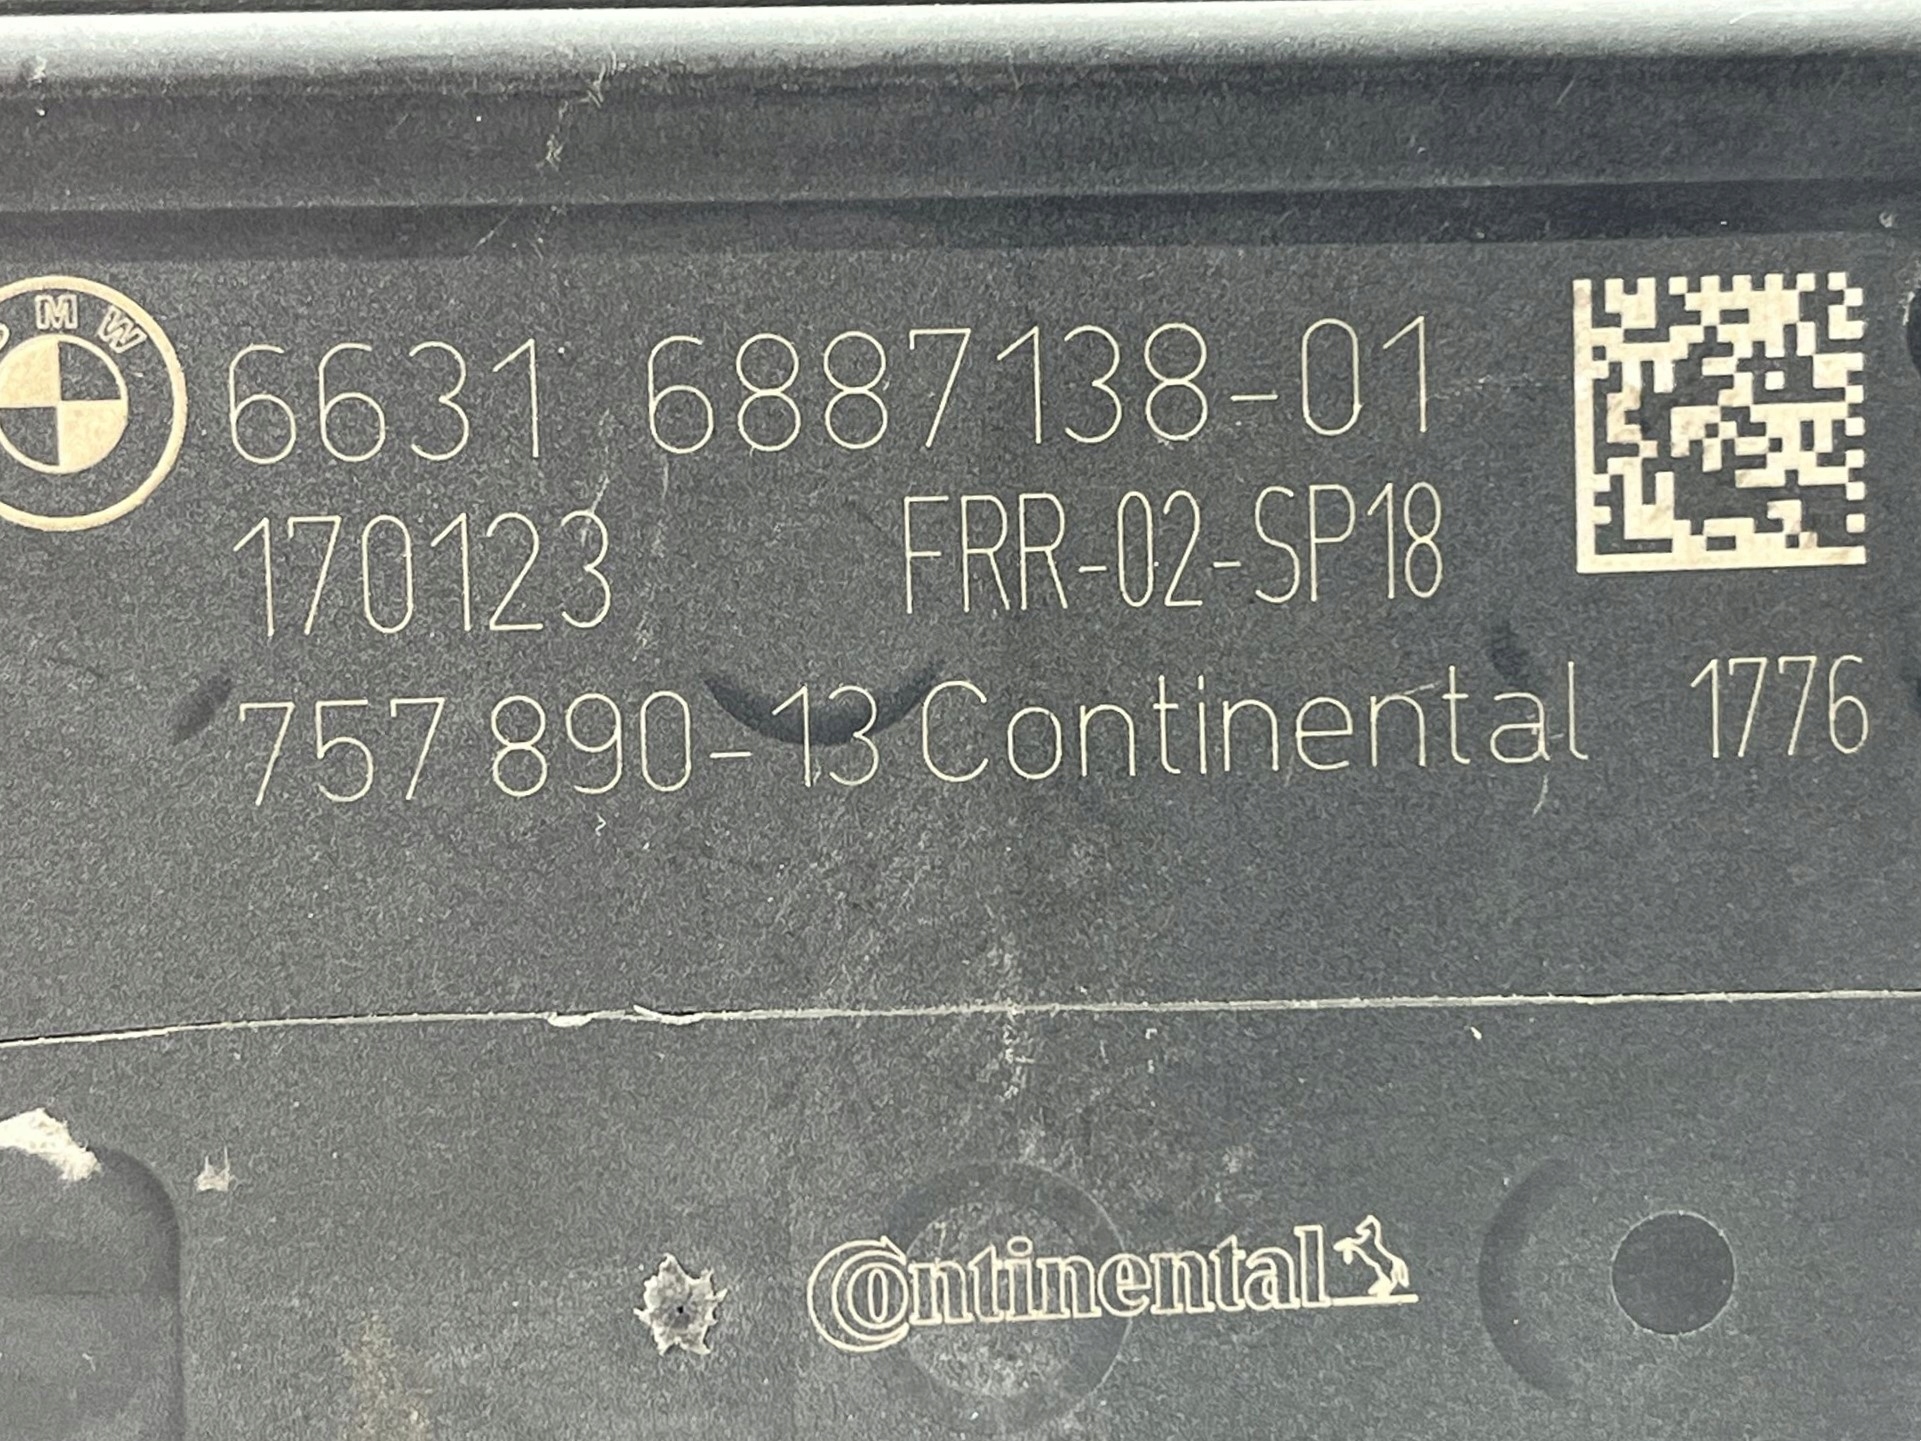 BMW
6631 6887138-01
170123 FRR-02-SP18
757 890-13 Continental 1776
Continental